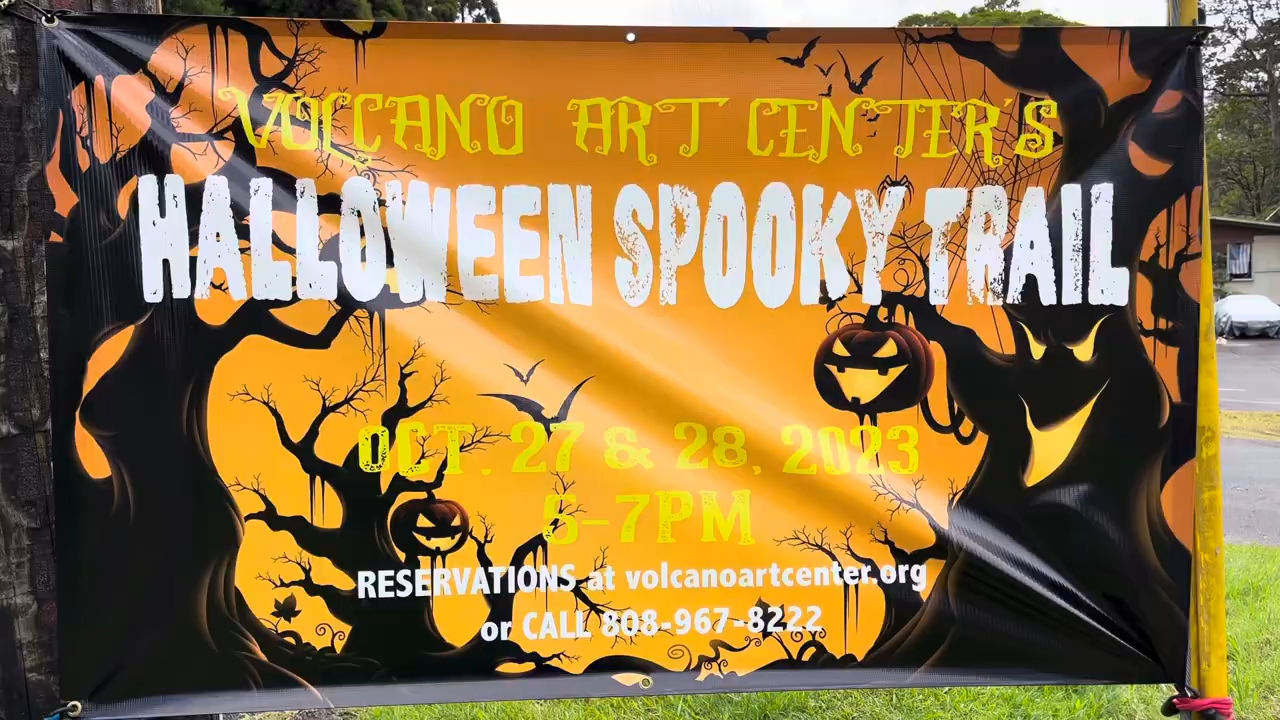 VOLCANO ART CENTER'S
HALLOWEEN SPOOKY TRAIL
OCT. 27 & 28, 2023
5-7PM
RESERVATIONS at volcanoartcenter.org
or CALL 808-967-8222